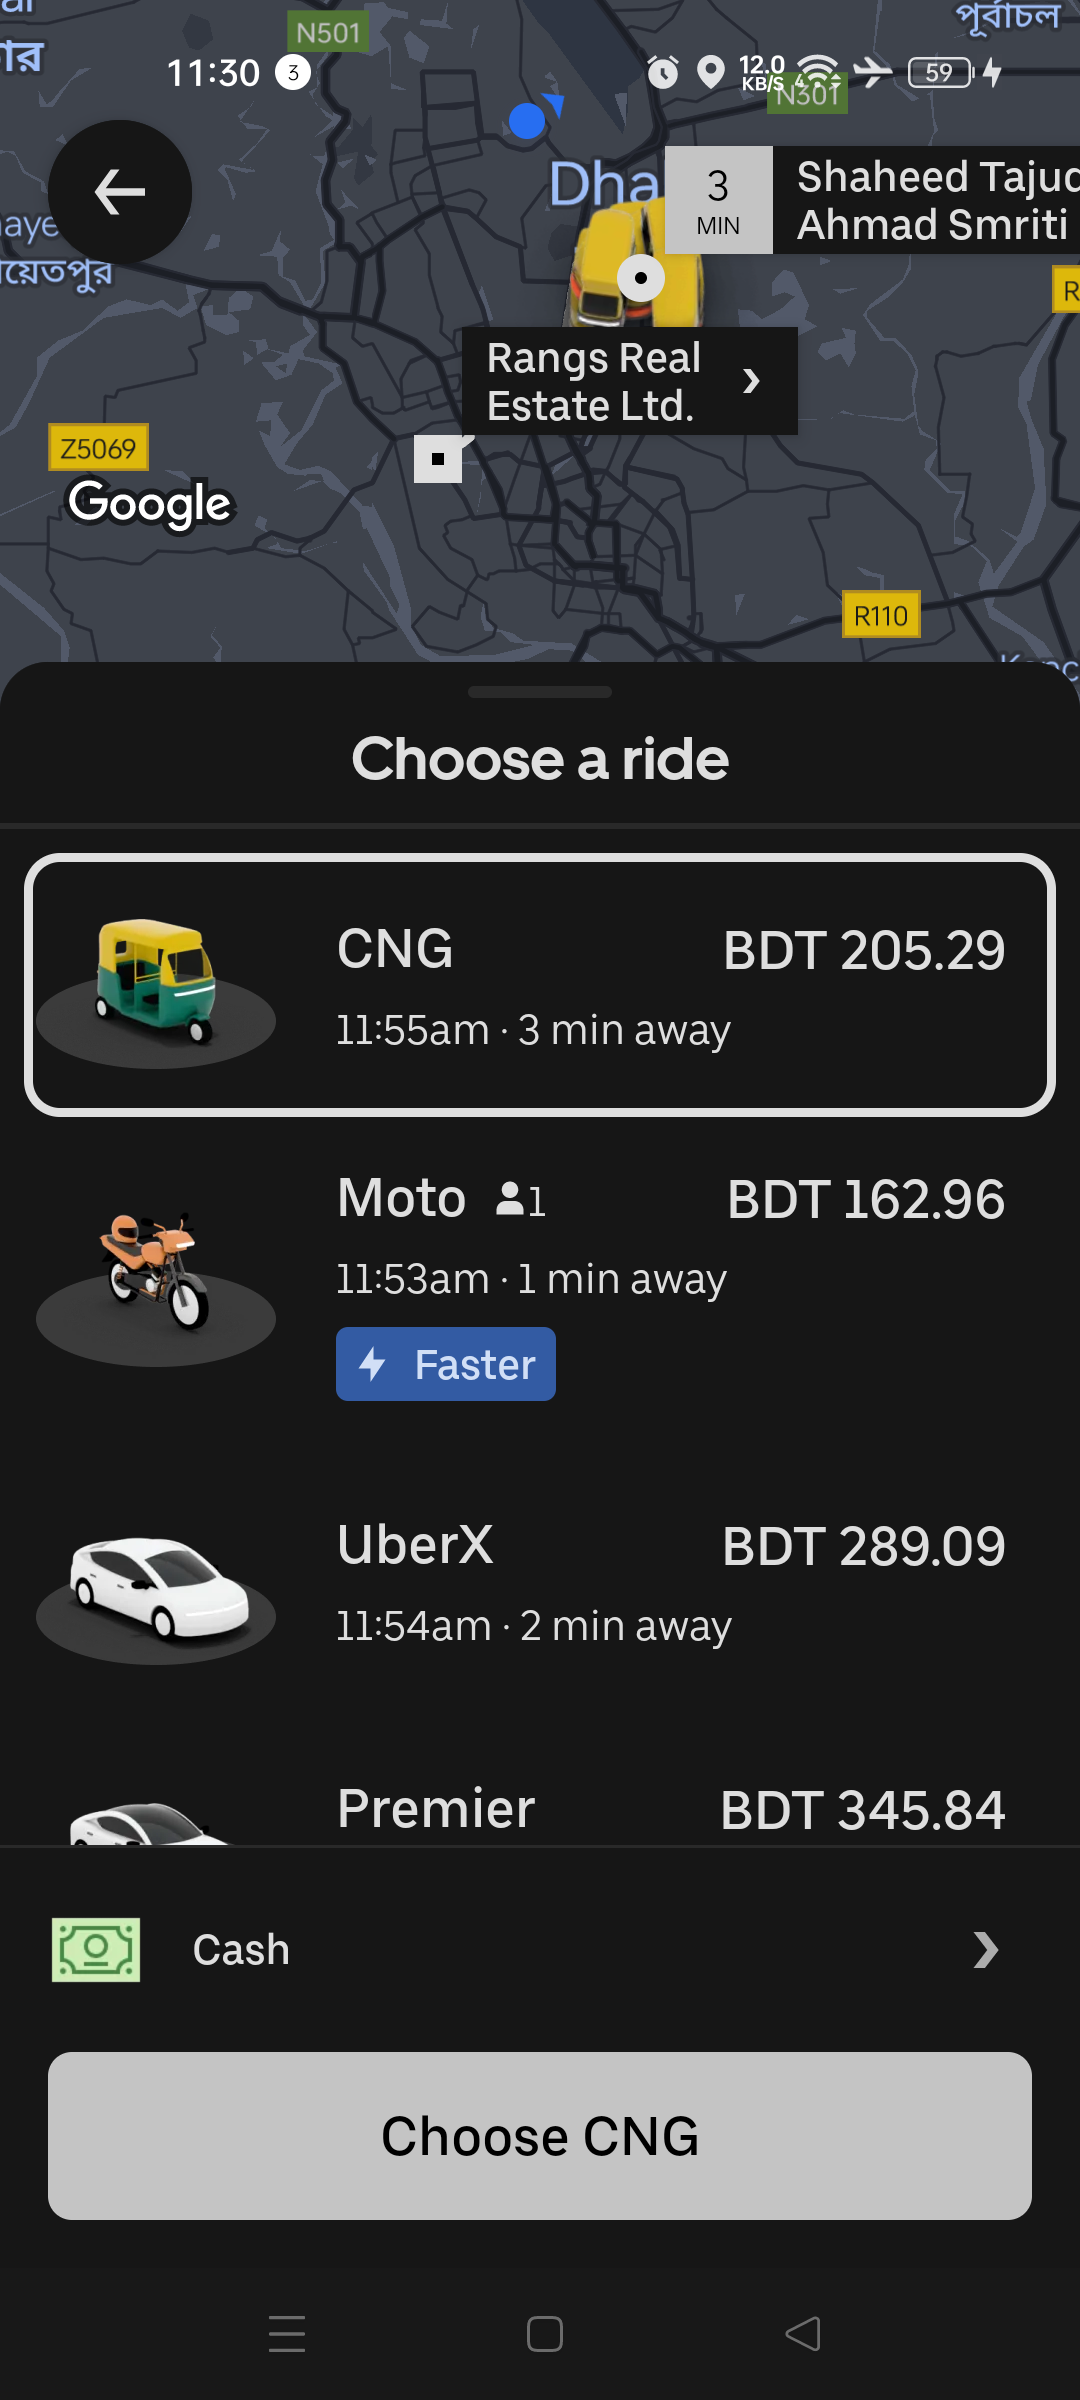 N501
পূর্বাচল
11:30 3
12.0
KB/S
59
N301
3
MIN
Shaheed Tajud
Ahmad Smriti
Rangs Real
Estate Ltd.
Z5069
Google
R110
Choose a ride
CNG
BDT 205.29
11:55am · 3 min away
Moto 1
BDT 162.96
11:53am · 1 min away
Faster
UberX
BDT 289.09
11:54am · 2 min away
Premier
BDT 345.84
Cash
Choose CNG